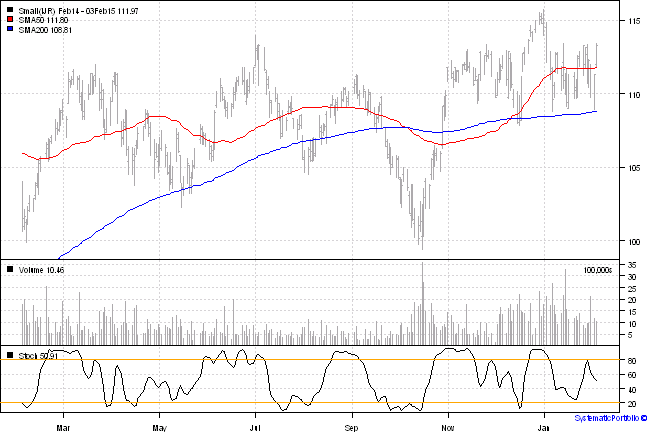 Small(IJR) Feb14 - 03Feb15 111.97
SMA50 111.80
SMA200 108.81
115
110
105
100
Volume 10.46
100,000s
35
30
25
20
15
10
5
Stoch 50.91
80
60
40
20
Mar May Jul Sep Nov Jan
SystematicPortfolio ©